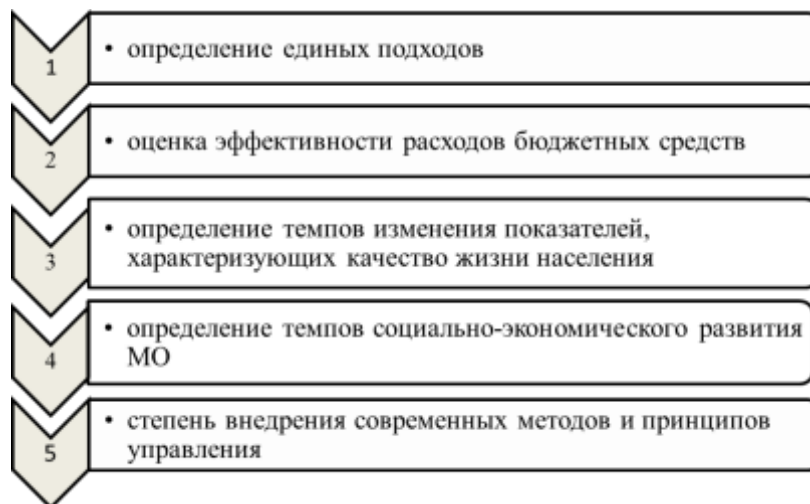 1
• определение единых подходов
2
• оценка эффективности расходов бюджетных средств
3
• определение темпов изменения показателей,
характеризующих качество жизни населения
4
• определение темпов социально-экономического развития
МО
5
• степень внедрения современных методов и принципов
управления